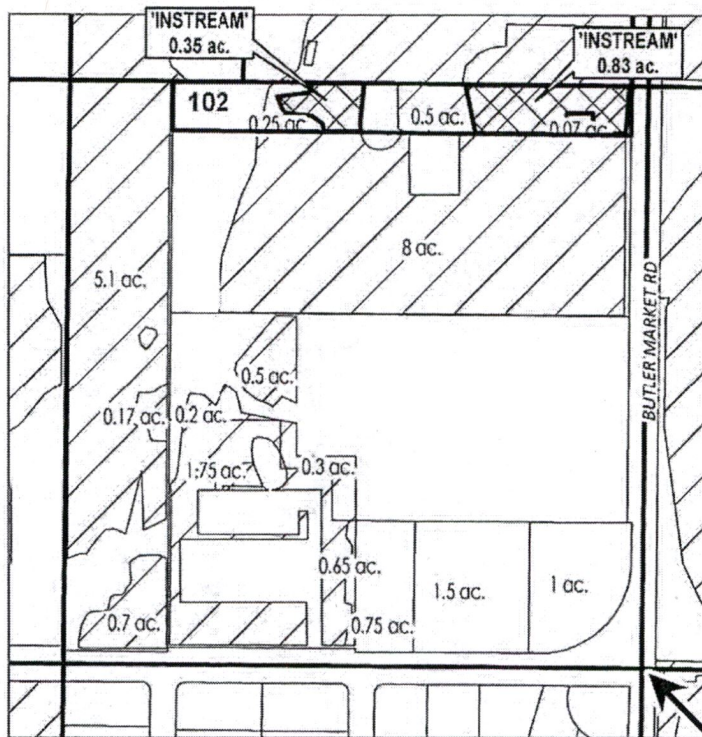 'INSTREAM'
0.35 ac.
'INSTREAM'
0.83 ac.
102
0.25 ac.
0.5 ac.
0.07 ac.
8 ac.
5.1 ac.
BUTLER MARKET RD
0.5 ac.
0.17 ac.
0.2 ac.
1.75 ac.
0.3 ac.
0.65 ac.
1.5 ac.
1 ac.
0.7 ac.
0.75 ac.